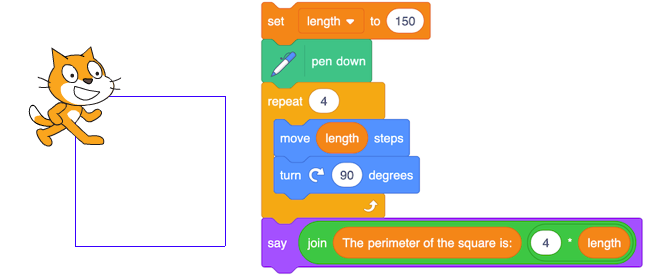 set length to 150
pen down
repeat 4
move length steps
turn 90 degrees
say join The perimeter of the square is: 4 * length